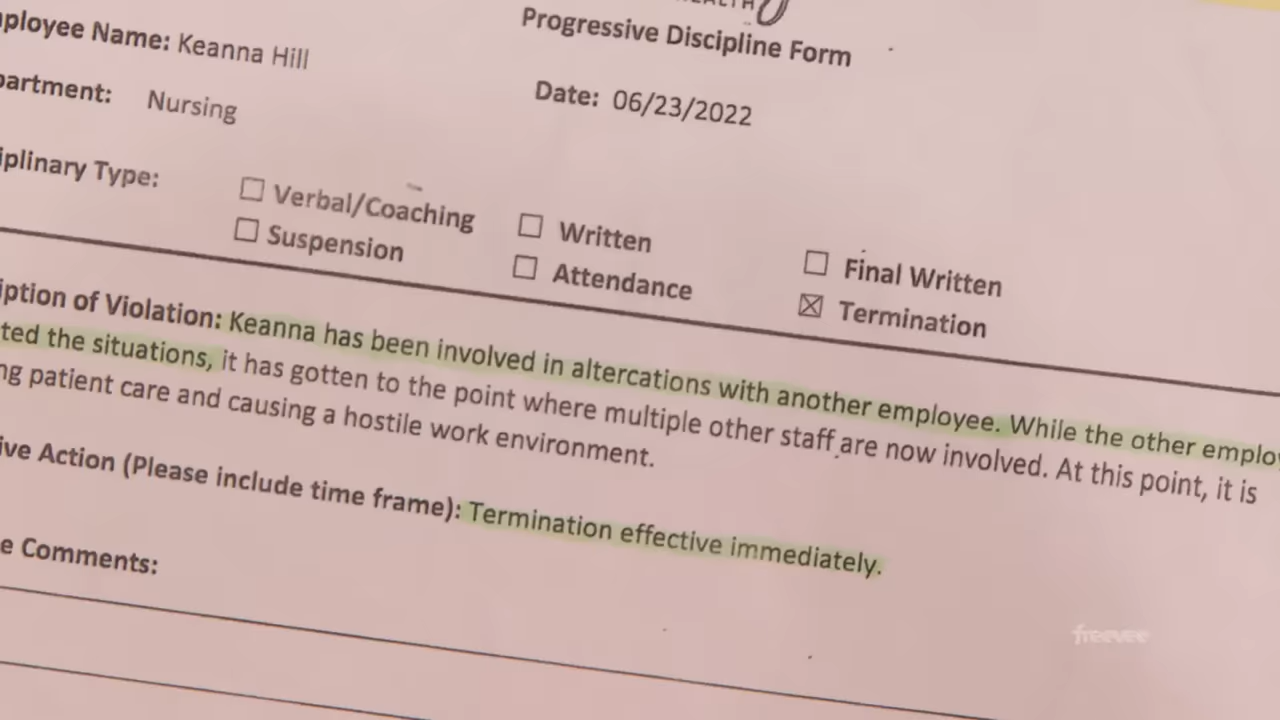 EALTH
Progressive Discipline Form
ployee Name: Keanna Hill
partment: Nursing
Date: 06/23/2022
iplinary Type:
☐ Verbal/Coaching
☐ Written
☐ Final Written
☐ Suspension
☐ Attendance
☒ Termination
iption of Violation: Keanna has been involved in altercations with another employee. While the other emplo
ted the situations, it has gotten to the point where multiple other staff are now involved. At this point, it is
ng patient care and causing a hostile work environment.
ive Action (Please include time frame): Termination effective immediately.
e Comments:
freevee